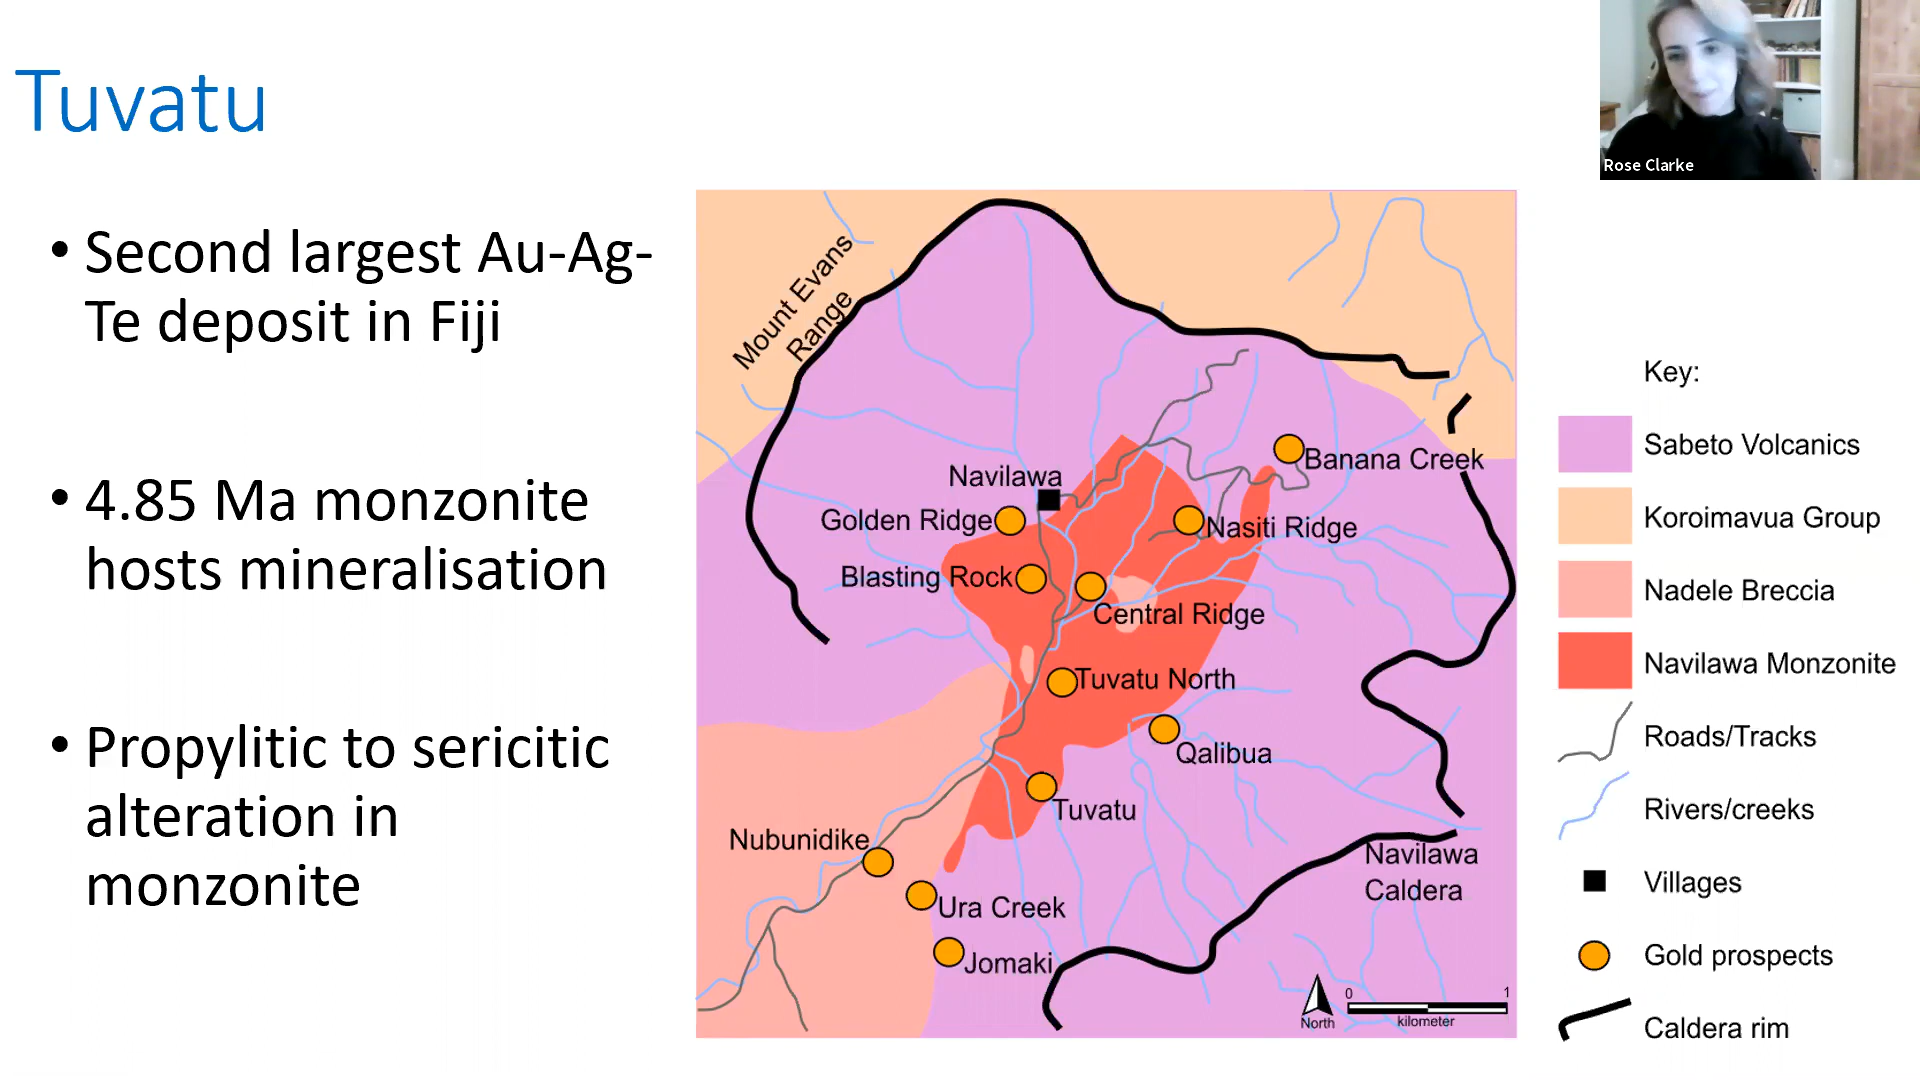 Tuvatu
Rose Clarke
• Second largest Au-Ag-
Te deposit in Fiji
• 4.85 Ma monzonite
hosts mineralisation
• Propylitic to sericitic
alteration in
monzonite
Mount Evans
Range
Banana Creek
Navilawa
Golden Ridge
Nasiti Ridge
Blasting Rock
Central Ridge
Tuvatu North
Qalibua
Tuvatu
Nubunidike
Navilawa
Caldera
Ura Creek
Jomaki
North
0 1
kilometer
Key:
Sabeto Volcanics
Koroimavua Group
Nadele Breccia
Navilawa Monzonite
Roads/Tracks
Rivers/creeks
Villages
Gold prospects
Caldera rim